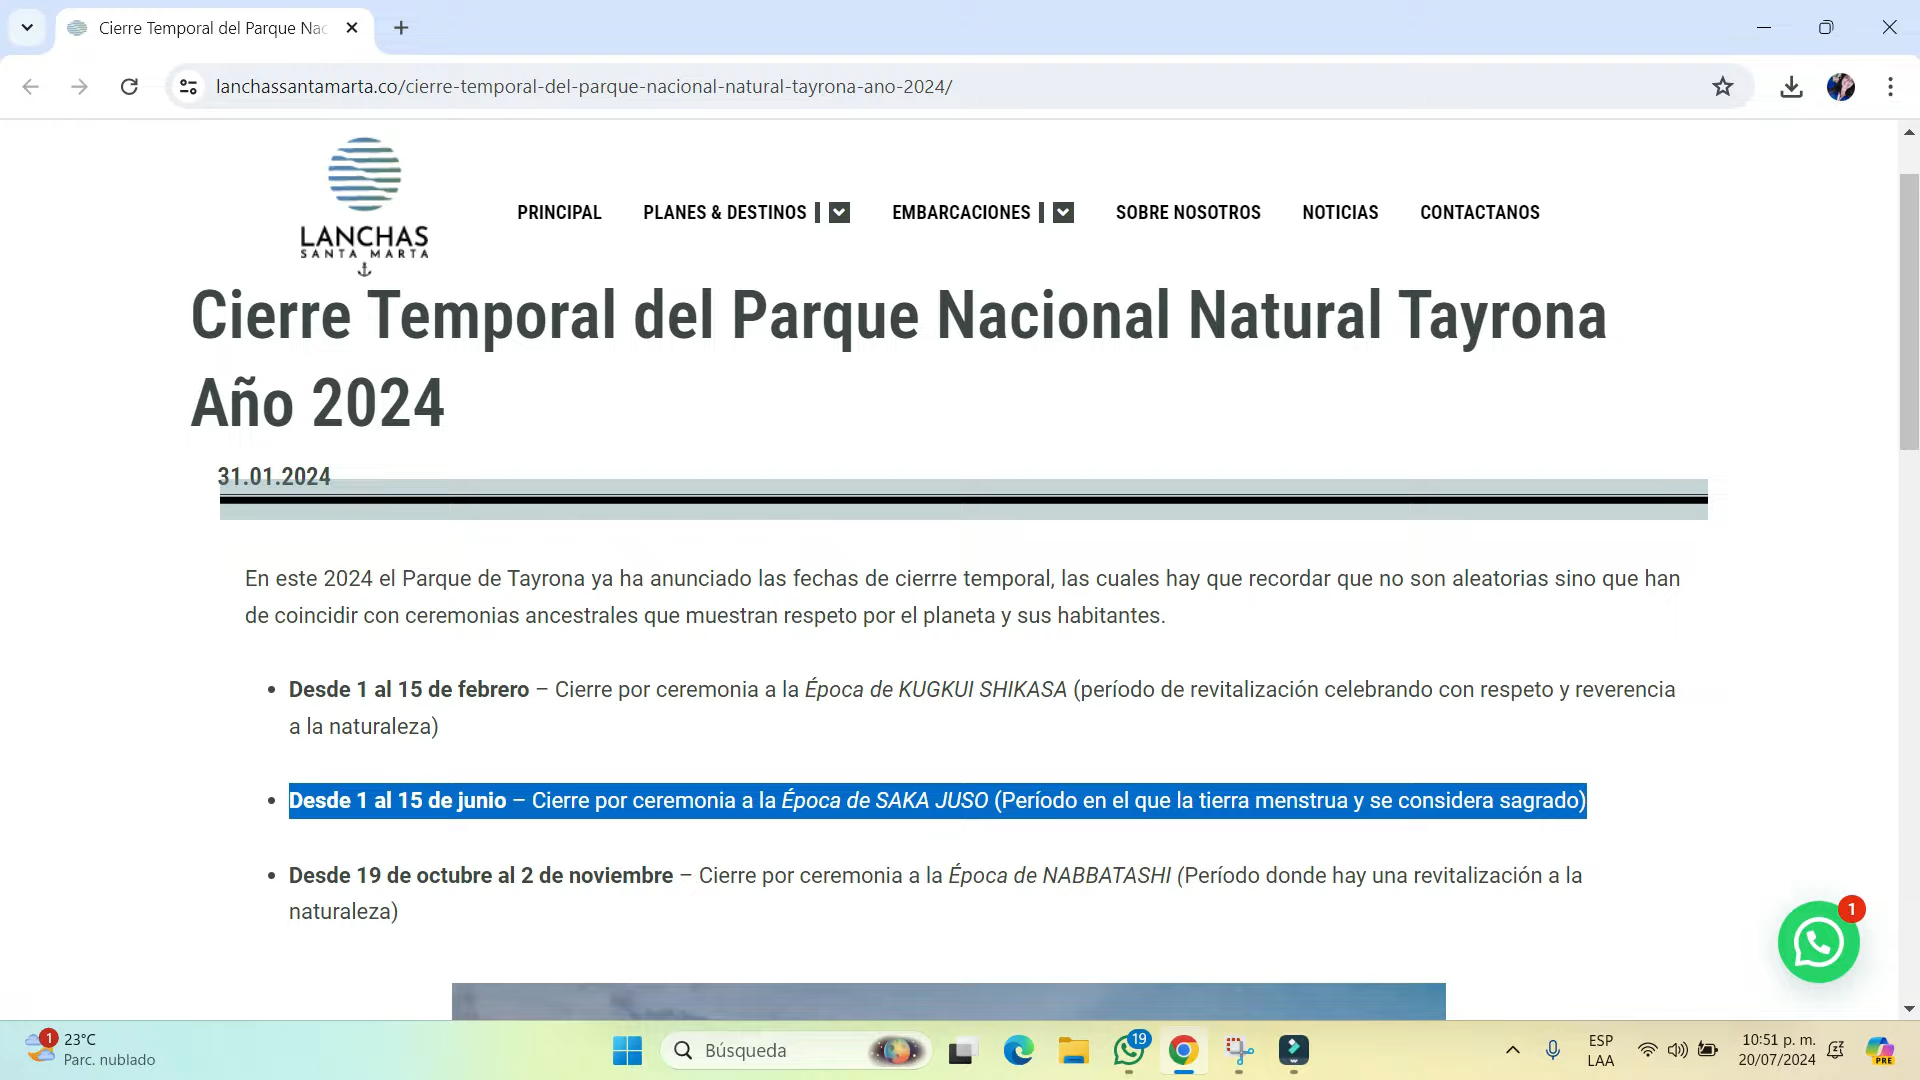 Cierre Temporal del Parque Nac
lanchassantamarta.co/cierre-temporal-del-parque-nacional-natural-tayrona-ano-2024/
LANCHAS
SANTA MARTA
PRINCIPAL
PLANES & DESTINOS
EMBARCACIONES
SOBRE NOSOTROS
NOTICIAS
CONTACTANOS
Cierre Temporal del Parque Nacional Natural Tayrona
Año 2024
31.01.2024
En este 2024 el Parque de Tayrona ya ha anunciado las fechas de cierrre temporal, las cuales hay que recordar que no son aleatorias sino que han
de coincidir con ceremonias ancestrales que muestran respeto por el planeta y sus habitantes.
• Desde 1 al 15 de febrero – Cierre por ceremonia a la Época de KUGKUI SHIKASA (período de revitalización celebrando con respeto y reverencia
a la naturaleza)
• Desde 1 al 15 de junio – Cierre por ceremonia a la Época de SAKA JUSO (Período en el que la tierra menstrua y se considera sagrado)
• Desde 19 de octubre al 2 de noviembre – Cierre por ceremonia a la Época de NABBATASHI (Período donde hay una revitalización a la
naturaleza)
1
1
23°C
Parc. nublado
Búsqueda
19
ESP
LAA
10:51 p. m.
20/07/2024
PRE